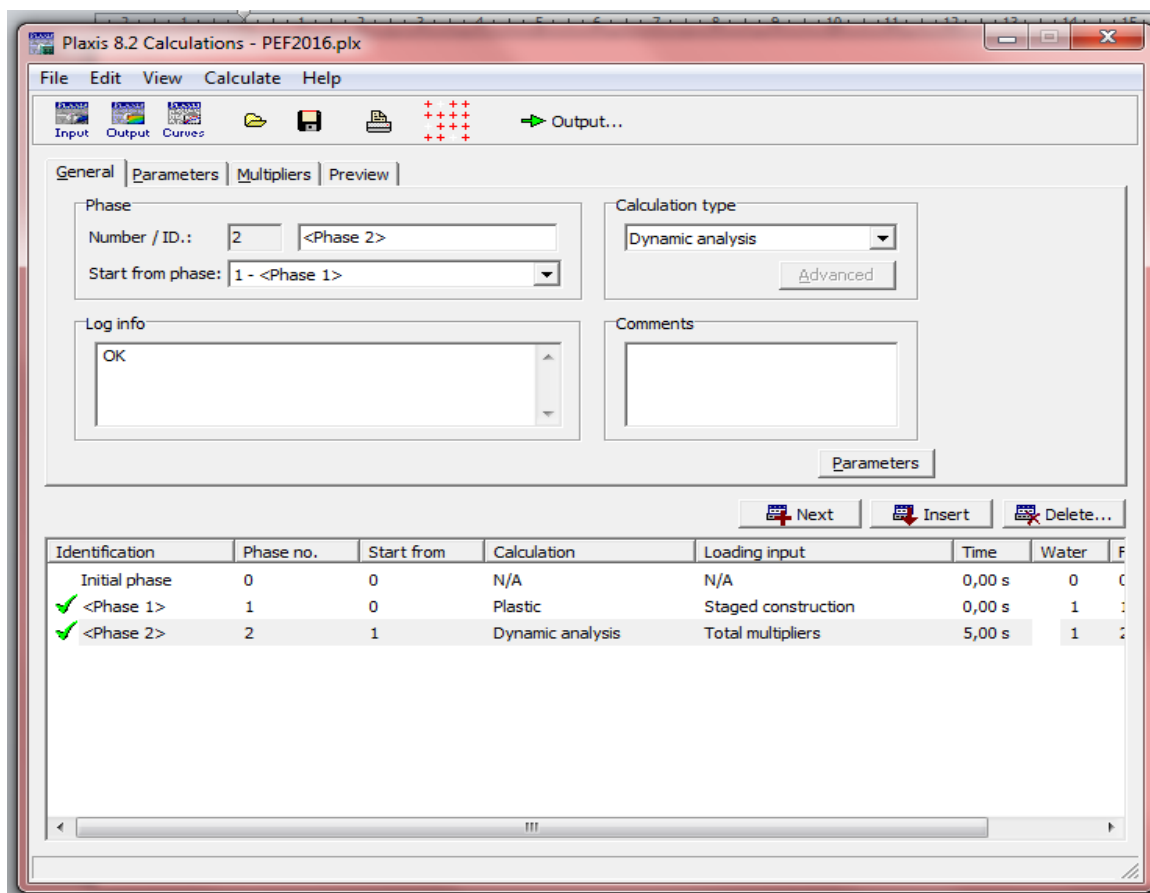 Plaxis 8.2 Calculations - PEF2016.plx
File Edit View Calculate Help
Input Output Curves Output...
General Parameters Multipliers Preview
Phase
Number / ID.: 2 <Phase 2>
Start from phase: 1 - <Phase 1>
Calculation type
Dynamic analysis
Advanced
Log info
OK
Comments
Parameters
Next Insert Delete...
Identification Phase no. Start from Calculation Loading input Time Water F
Initial phase 0 0 N/A N/A 0,00 s 0
<Phase 1> 1 0 Plastic Staged construction 0,00 s 1
<Phase 2> 2 1 Dynamic analysis Total multipliers 5,00 s 1